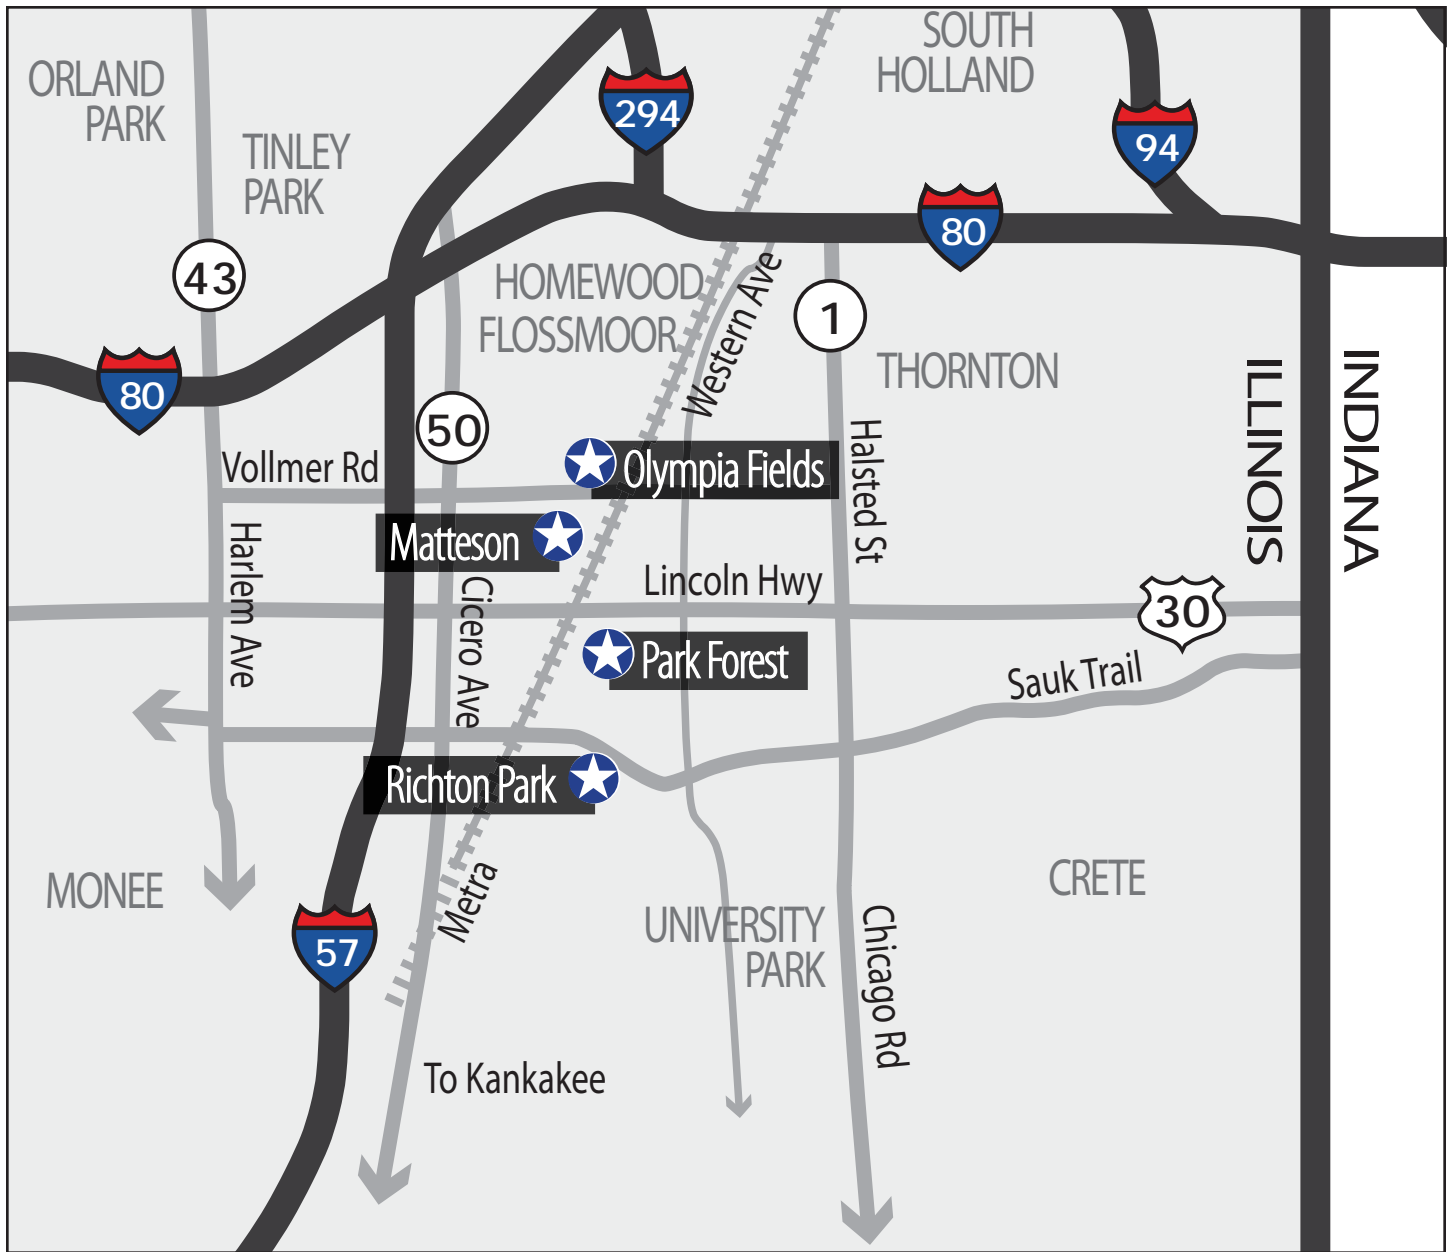 SOUTH
HOLLAND
ORLAND
PARK
294
94
TINLEY
PARK
80
43
HOMEWOOD
FLOSSMOOR
Western Ave
1
THORNTON
ILLINOIS
INDIANA
80
50
Vollmer Rd
Olympia Fields
Halsted St
Matteson
Harlem Ave
Cicero Ave
Lincoln Hwy
30
Park Forest
Sauk Trail
Richton Park
MONEE
Metra
CRETE
57
UNIVERSITY
PARK
Chicago Rd
To Kankakee